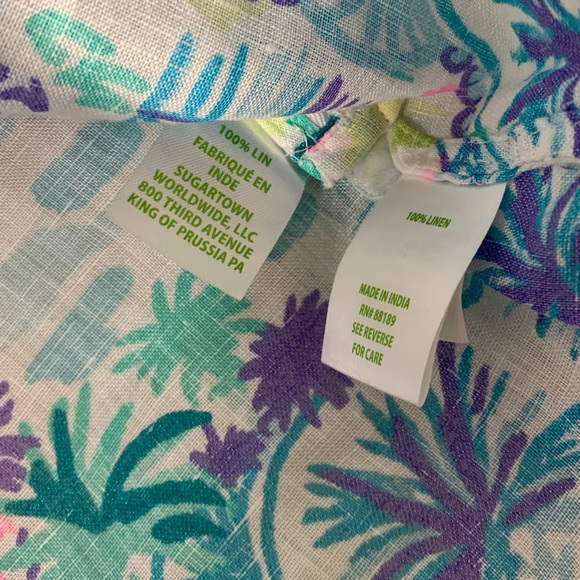 100% LIN
FABRIQUÉ EN
INDE
SUGARTOWN
WORLDWIDE, LLC
800 THIRD AVENUE
KING OF PRUSSIA PA
100% LINEN
MADE IN INDIA
RN# 88189
SEE REVERSE
FOR CARE